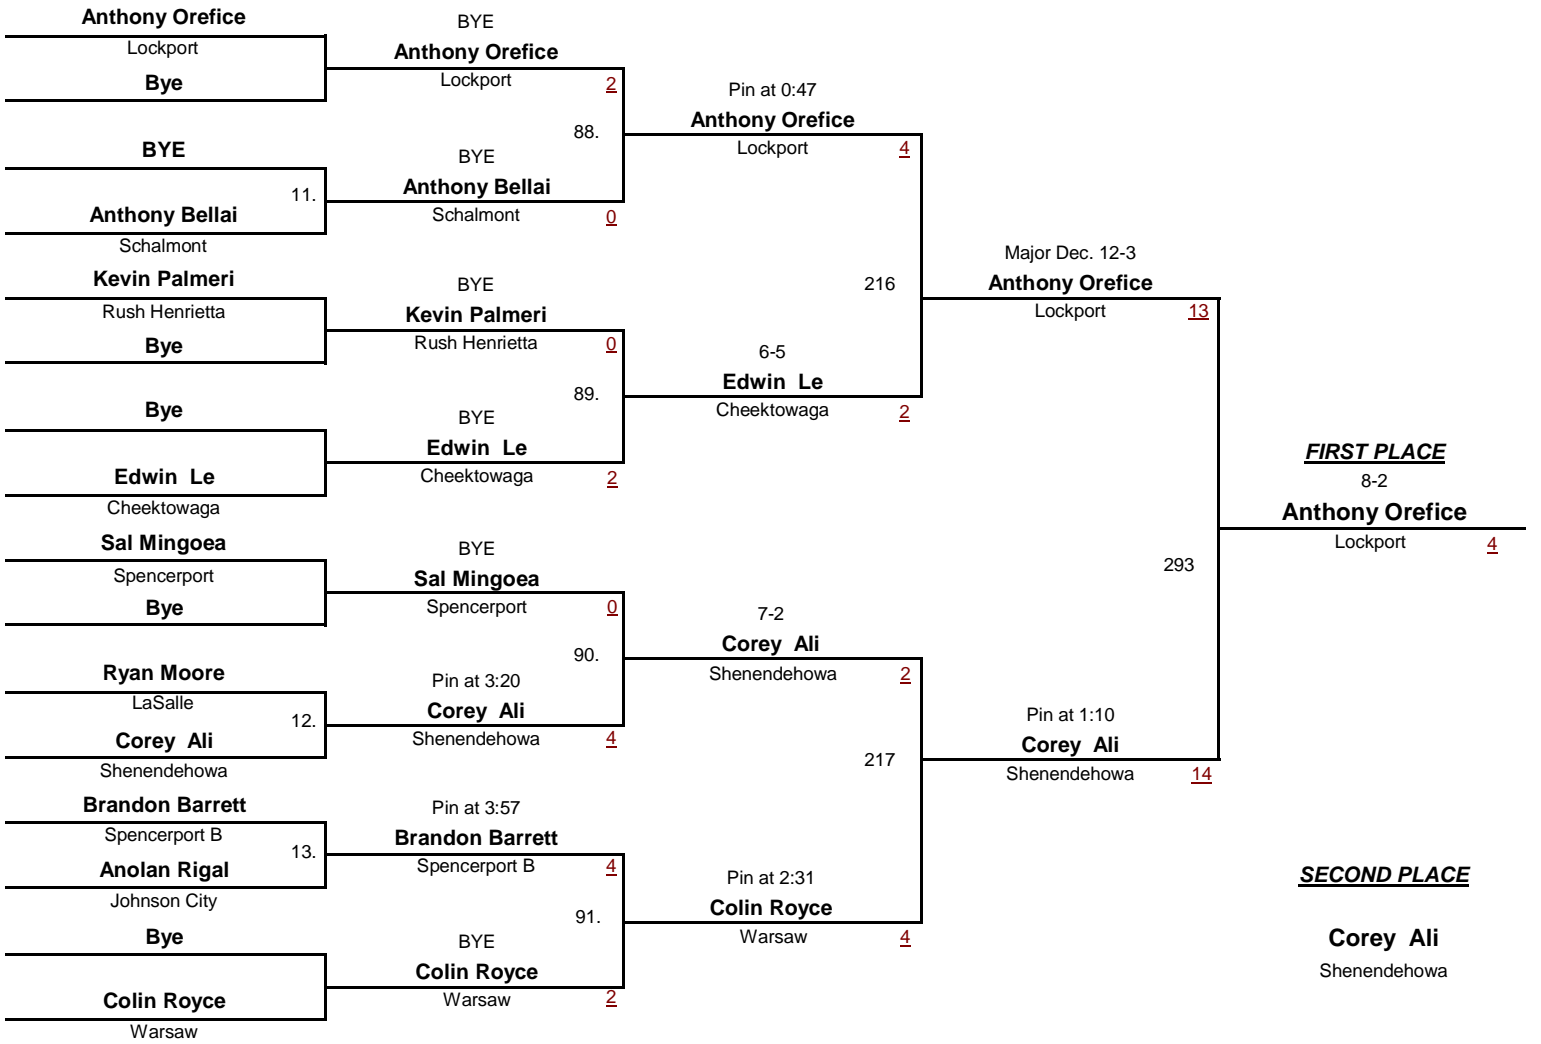 Anthony Orefice
Lockport
Bye
BYE
11.
Anthony Bellai
Schalmont
Kevin Palmeri
Rush Henrietta
Bye
Bye
Edwin Le
Cheektowaga
Sal Mingoea
Spencerport
Bye
Ryan Moore
LaSalle
12.
Corey Ali
Shenendehowa
Brandon Barrett
Spencerport B
13.
Anolan Rigal
Johnson City
Bye
Colin Royce
Warsaw
BYE
Anthony Orefice
Lockport 2
88.
BYE
Anthony Bellai
Schalmont 0
BYE
Kevin Palmeri
Rush Henrietta 0
89.
BYE
Edwin Le
Cheektowaga 2
BYE
Sal Mingoea
Spencerport 0
90.
Pin at 3:20
Corey Ali
Shenendehowa 4
Pin at 3:57
Brandon Barrett
Spencerport B 4
91.
BYE
Colin Royce
Warsaw 2
Pin at 0:47
Anthony Orefice
Lockport 4
216
6-5
Edwin Le
Cheektowaga 2
7-2
Corey Ali
Shenendehowa 2
217
Pin at 2:31
Colin Royce
Warsaw 4
Major Dec. 12-3
Anthony Orefice
Lockport 13
293
Pin at 1:10
Corey Ali
Shenendehowa 14
FIRST PLACE
8-2
Anthony Orefice
Lockport 4
SECOND PLACE
Corey Ali
Shenendehowa